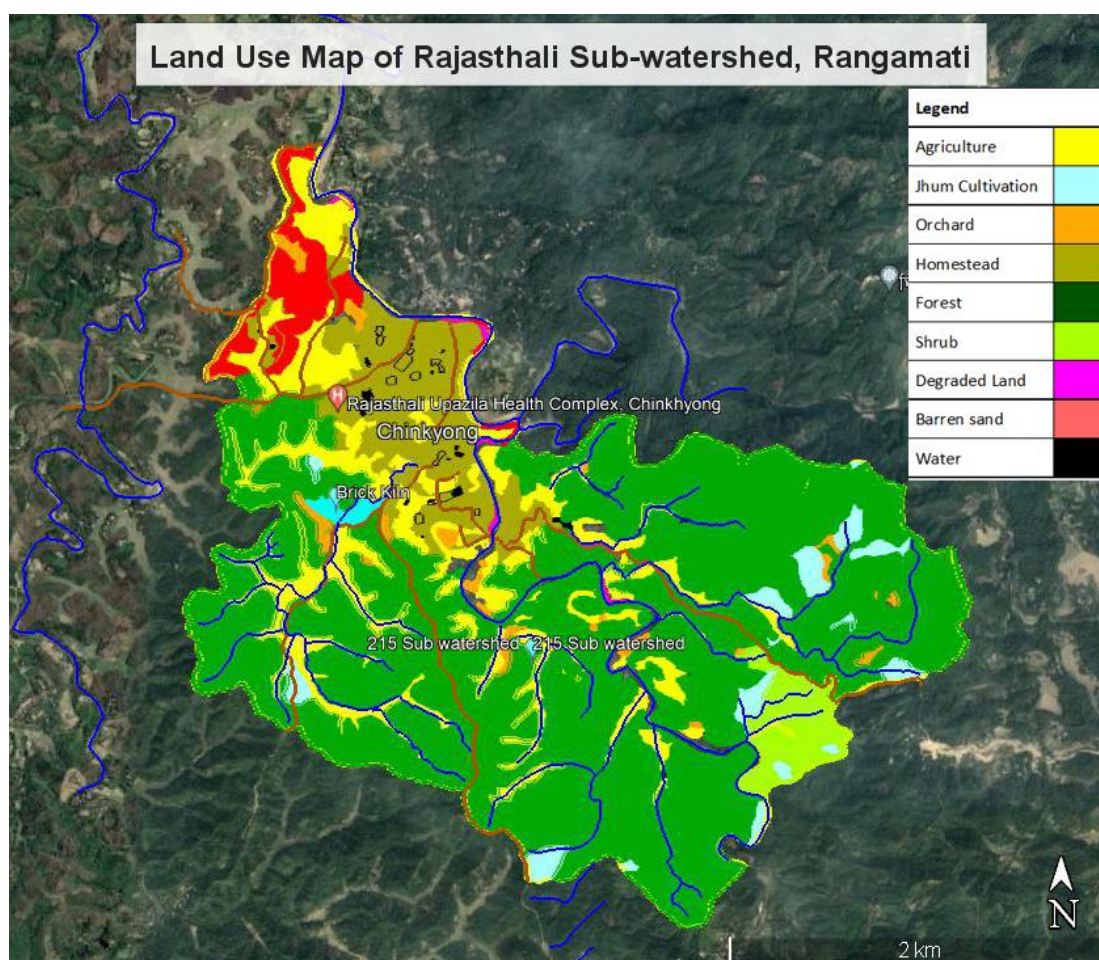 Land Use Map of Rajasthali Sub-watershed, Rangamati
Legend
Agriculture
Jhum Cultivation
Orchard
Homestead
Forest
Shrub
Degraded Land
Barren sand
Water
H
Rajasthali Upazila Health Complex, Chinkhyong
Chinkyong
Brick Kiln
215 Sub watershed 215 Sub watershed
N
2 km